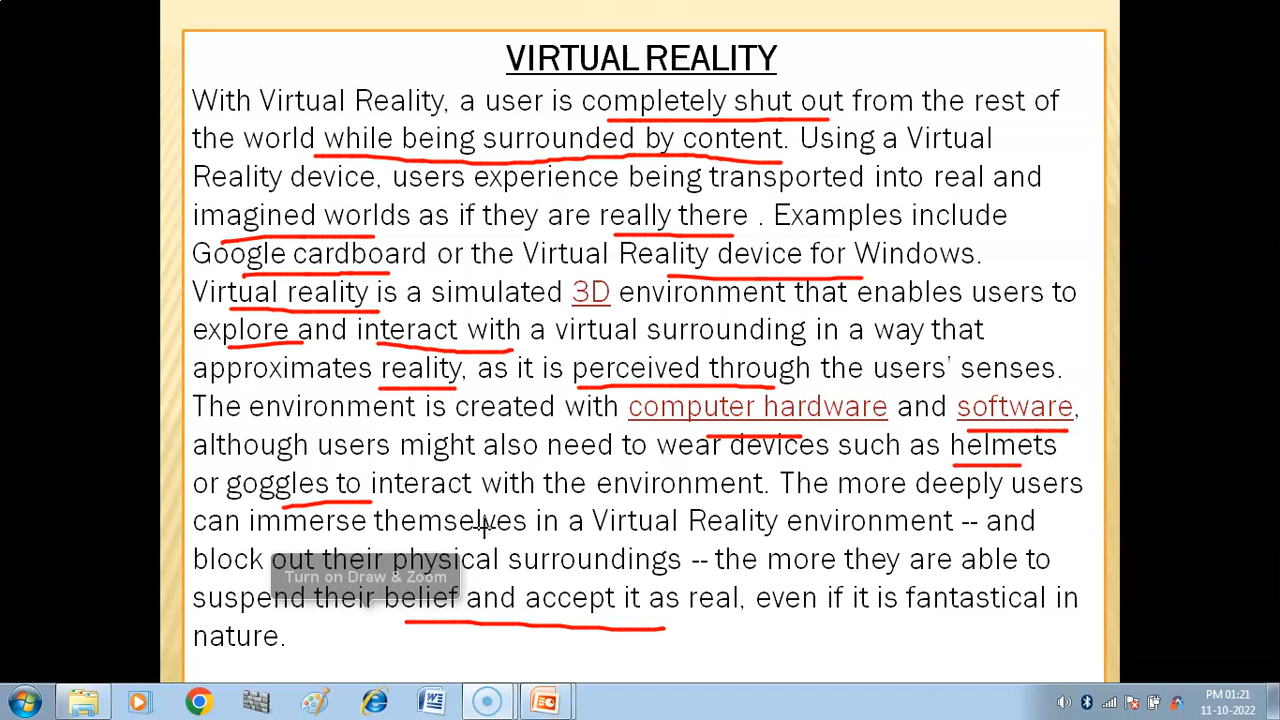 VIRTUAL REALITY
With Virtual Reality, a user is completely shut out from the rest of
the world while being surrounded by content. Using a Virtual
Reality device, users experience being transported into real and
imagined worlds as if they are really there . Examples include
Google cardboard or the Virtual Reality device for Windows.
Virtual reality is a simulated 3D environment that enables users to
explore and interact with a virtual surrounding in a way that
approximates reality, as it is perceived through the users' senses.
The environment is created with computer hardware and software,
although users might also need to wear devices such as helmets
or goggles to interact with the environment. The more deeply users
can immerse themselves in a Virtual Reality environment -- and
block out their physical surroundings -- the more they are able to
Turn on Draw & Zoom
suspend their belief and accept it as real, even if it is fantastical in
nature.
PM 01:21
11-10-2022